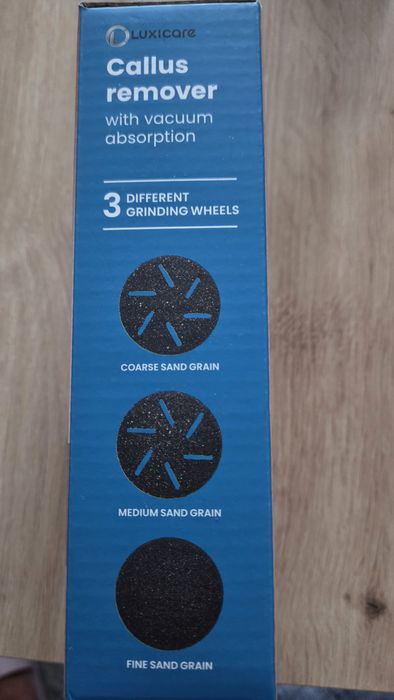 LUXICARE
Callus
remover
with vacuum
absorption
3 DIFFERENT
GRINDING WHEELS
COARSE SAND GRAIN
MEDIUM SAND GRAIN
FINE SAND GRAIN